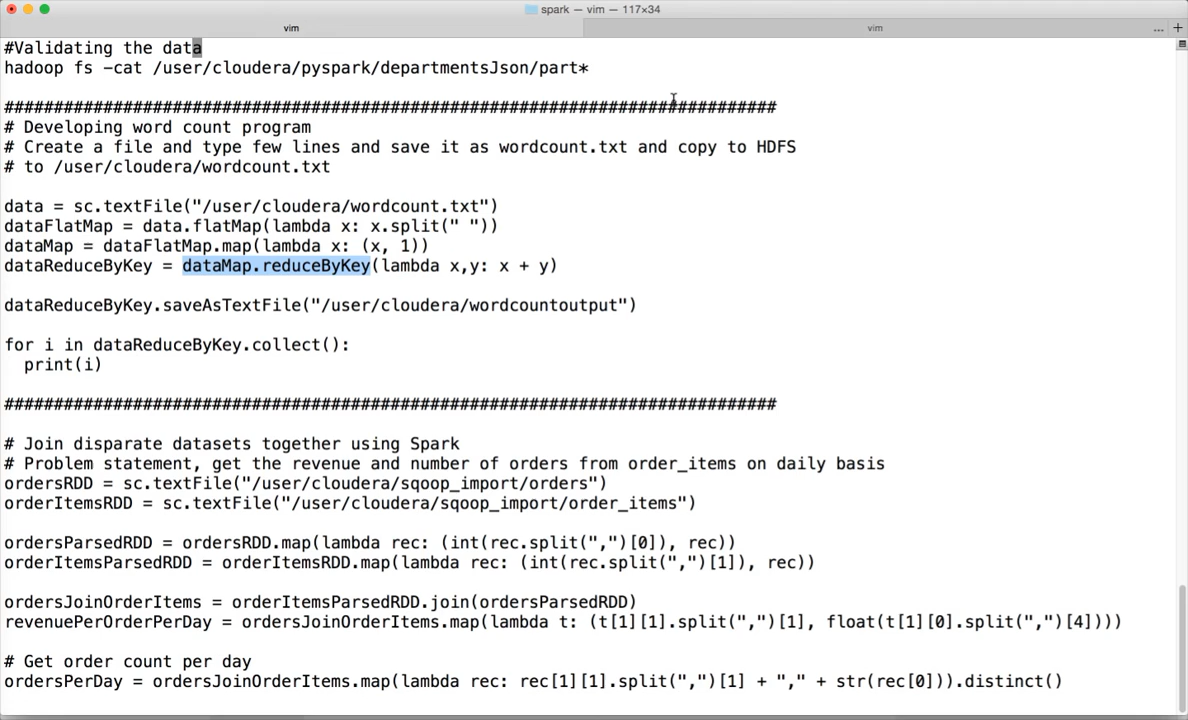 spark — vim — 117×34
vim
vim
... +
#Validating the data
hadoop fs -cat /user/cloudera/pyspark/departmentsJson/part*
##############################################################################
# Developing word count program
# Create a file and type few lines and save it as wordcount.txt and copy to HDFS
# to /user/cloudera/wordcount.txt
data = sc.textFile("/user/cloudera/wordcount.txt")
dataFlatMap = data.flatMap(lambda x: x.split(" "))
dataMap = dataFlatMap.map(lambda x: (x, 1))
dataReduceByKey = dataMap.reduceByKey(lambda x,y: x + y)
dataReduceByKey.saveAsTextFile("/user/cloudera/wordcountoutput")
for i in dataReduceByKey.collect():
  print(i)
##############################################################################
# Join disparate datasets together using Spark
# Problem statement, get the revenue and number of orders from order_items on daily basis
ordersRDD = sc.textFile("/user/cloudera/sqoop_import/orders")
orderItemsRDD = sc.textFile("/user/cloudera/sqoop_import/order_items")
ordersParsedRDD = ordersRDD.map(lambda rec: (int(rec.split(",")[0]), rec))
orderItemsParsedRDD = orderItemsRDD.map(lambda rec: (int(rec.split(",")[1]), rec))
ordersJoinOrderItems = orderItemsParsedRDD.join(ordersParsedRDD)
revenuePerOrderPerDay = ordersJoinOrderItems.map(lambda t: (t[1][1].split(",")[1], float(t[1][0].split(",")[4])))
# Get order count per day
ordersPerDay = ordersJoinOrderItems.map(lambda rec: rec[1][1].split(",")[1] + "," + str(rec[0])).distinct()